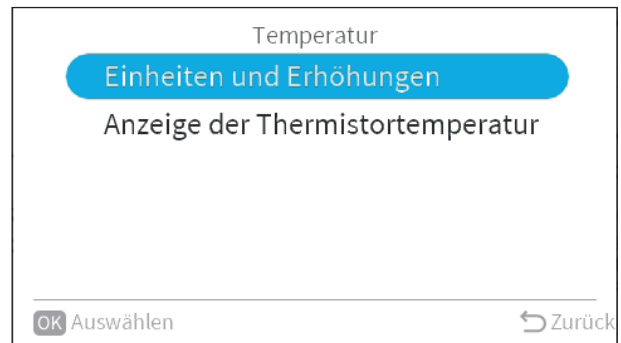 Temperatur
Einheiten und Erhöhungen
Anzeige der Thermistortemperatur
OK Auswählen
Zurück